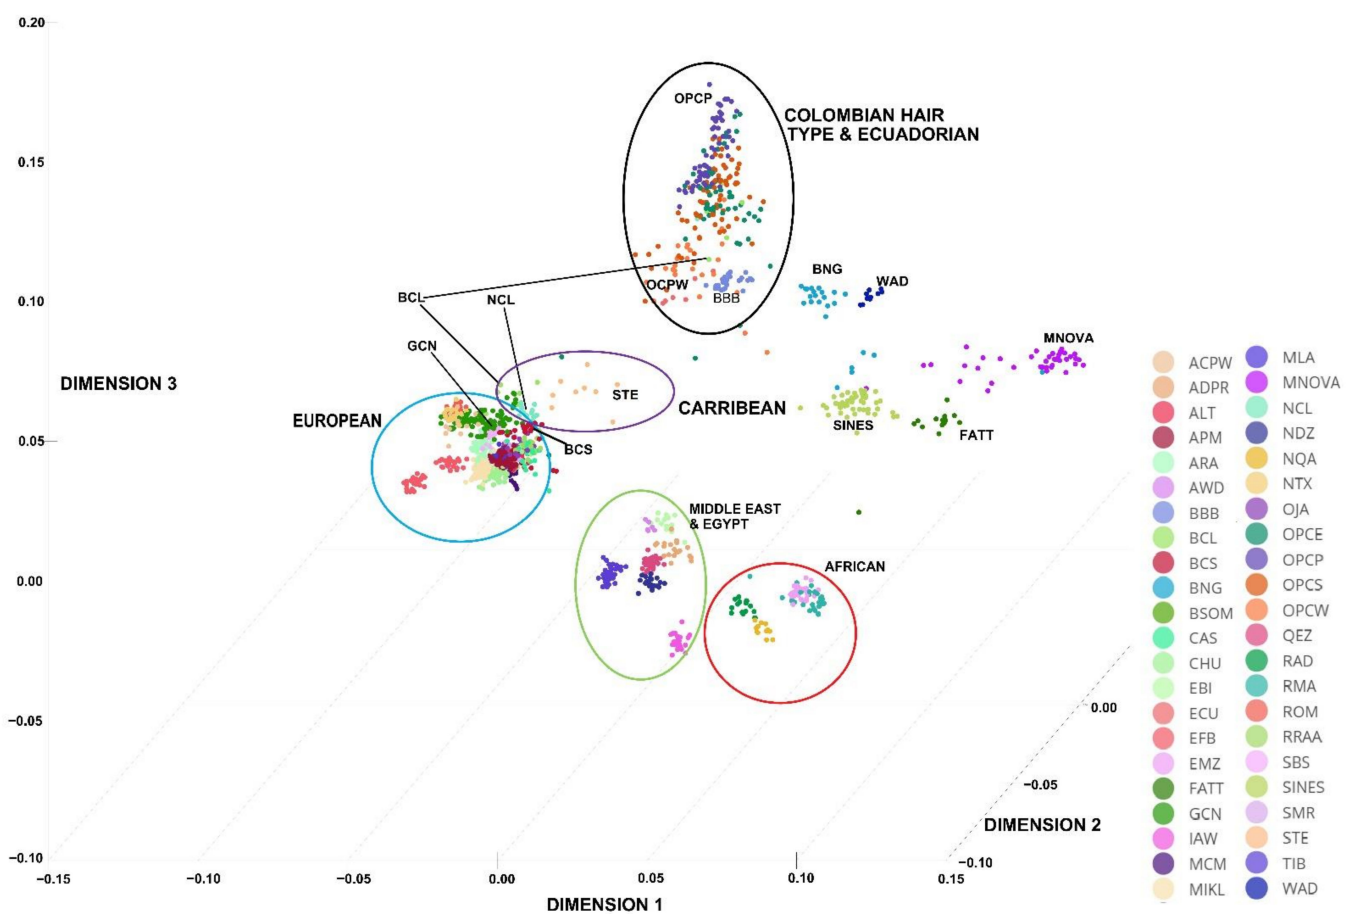 0.20
OPCP
COLOMBIAN HAIR
TYPE & ECUADORIAN
0.15
BNG
WAD
OCPW
BBB
0.10
BCL
NCL
GCN
MNOVA
DIMENSION 3
STE
CARRIBEAN
EUROPEAN
SINES
FATT
0.05
BCS
MIDDLE EAST
& EGYPT
AFRICAN
0.00
−0.05
−0.10
0.00
−0.05
DIMENSION 2
−0.10
−0.15
−0.10
−0.05
0.00
0.05
0.10
0.15
DIMENSION 1
ACPW
ADPR
ALT
APM
ARA
AWD
BBB
BCL
BCS
BNG
BSOM
CAS
CHU
EBI
ECU
EFB
EMZ
FATT
GCN
IAW
MCM
MIKL
MLA
MNOVA
NCL
NDZ
NQA
NTX
OJA
OPCE
OPCP
OPCS
OPCW
QEZ
RAD
RMA
ROM
RRAA
SBS
SINES
SMR
STE
TIB
WAD